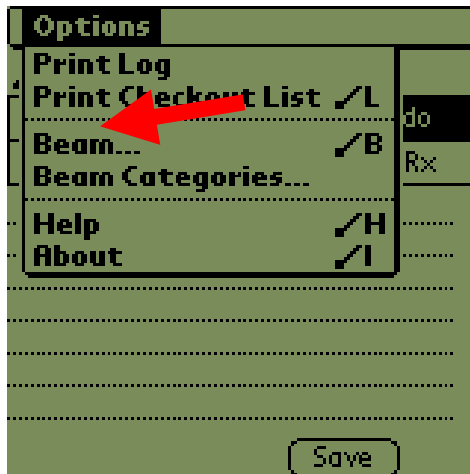 Options
Print Log
Print Checkout List ✓L
do
Beam... ✓B
Rx
Beam Categories...
Help ✓H
About ✓I
Save